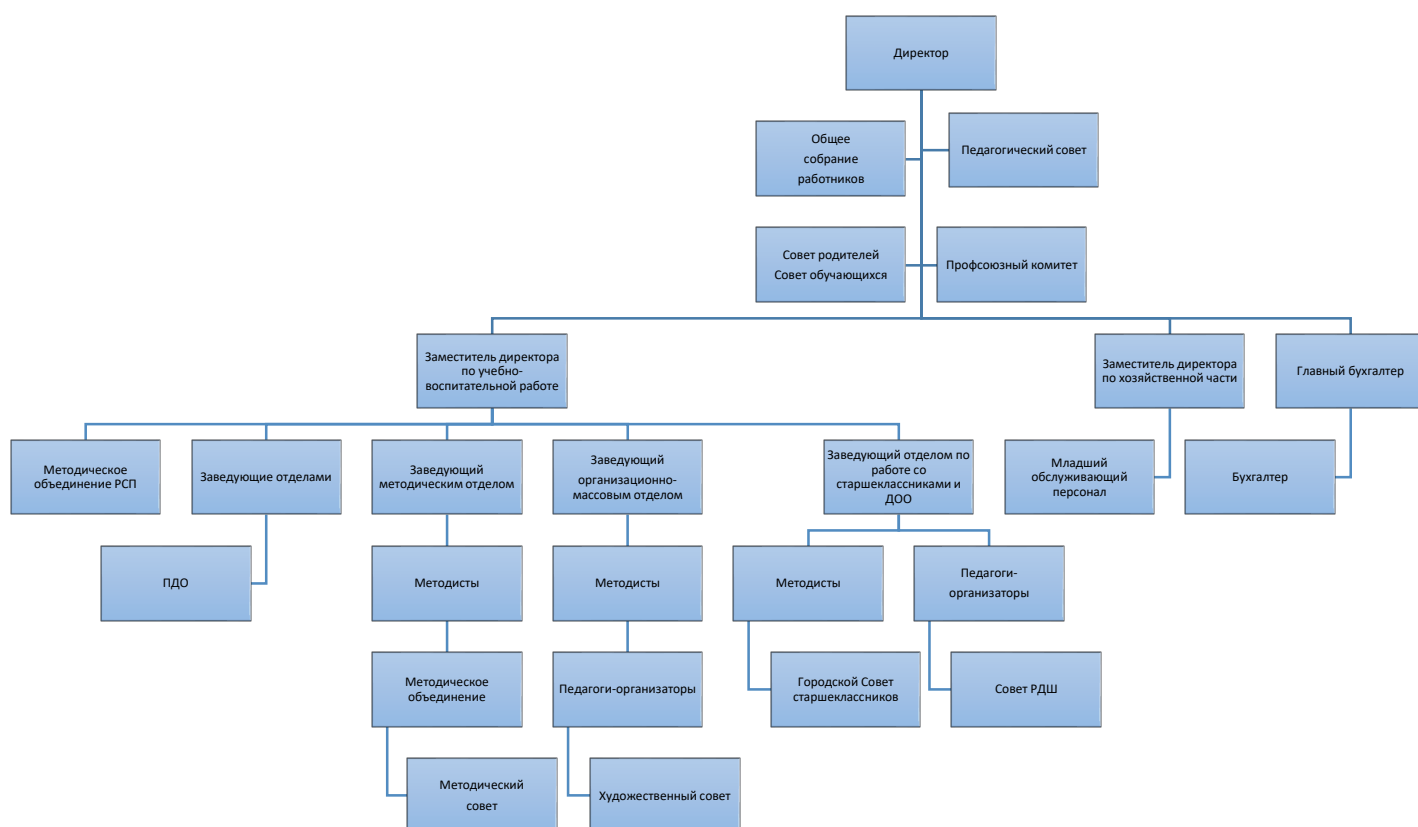 Директор
Общее
собрание
работников
Педагогический совет
Совет родителей
Совет обучающихся
Профсоюзный комитет
Заместитель директора
по учебно-
воспитательной работе
Заместитель директора
по хозяйственной части
Главный бухгалтер
Методическое
объединение РСП
Заведующие отделами
Заведующий
методическим отделом
Заведующий
организационно-
массовым отделом
Заведующий отделом по
работе со
старшеклассниками и
ДОО
Младший
обслуживающий
персонал
Бухгалтер
ПДО
Методисты
Методисты
Методисты
Педагоги-
организаторы
Методическое
объединение
Педагоги-организаторы
Городской Совет
старшеклассников
Совет РДШ
Методический
совет
Художественный совет